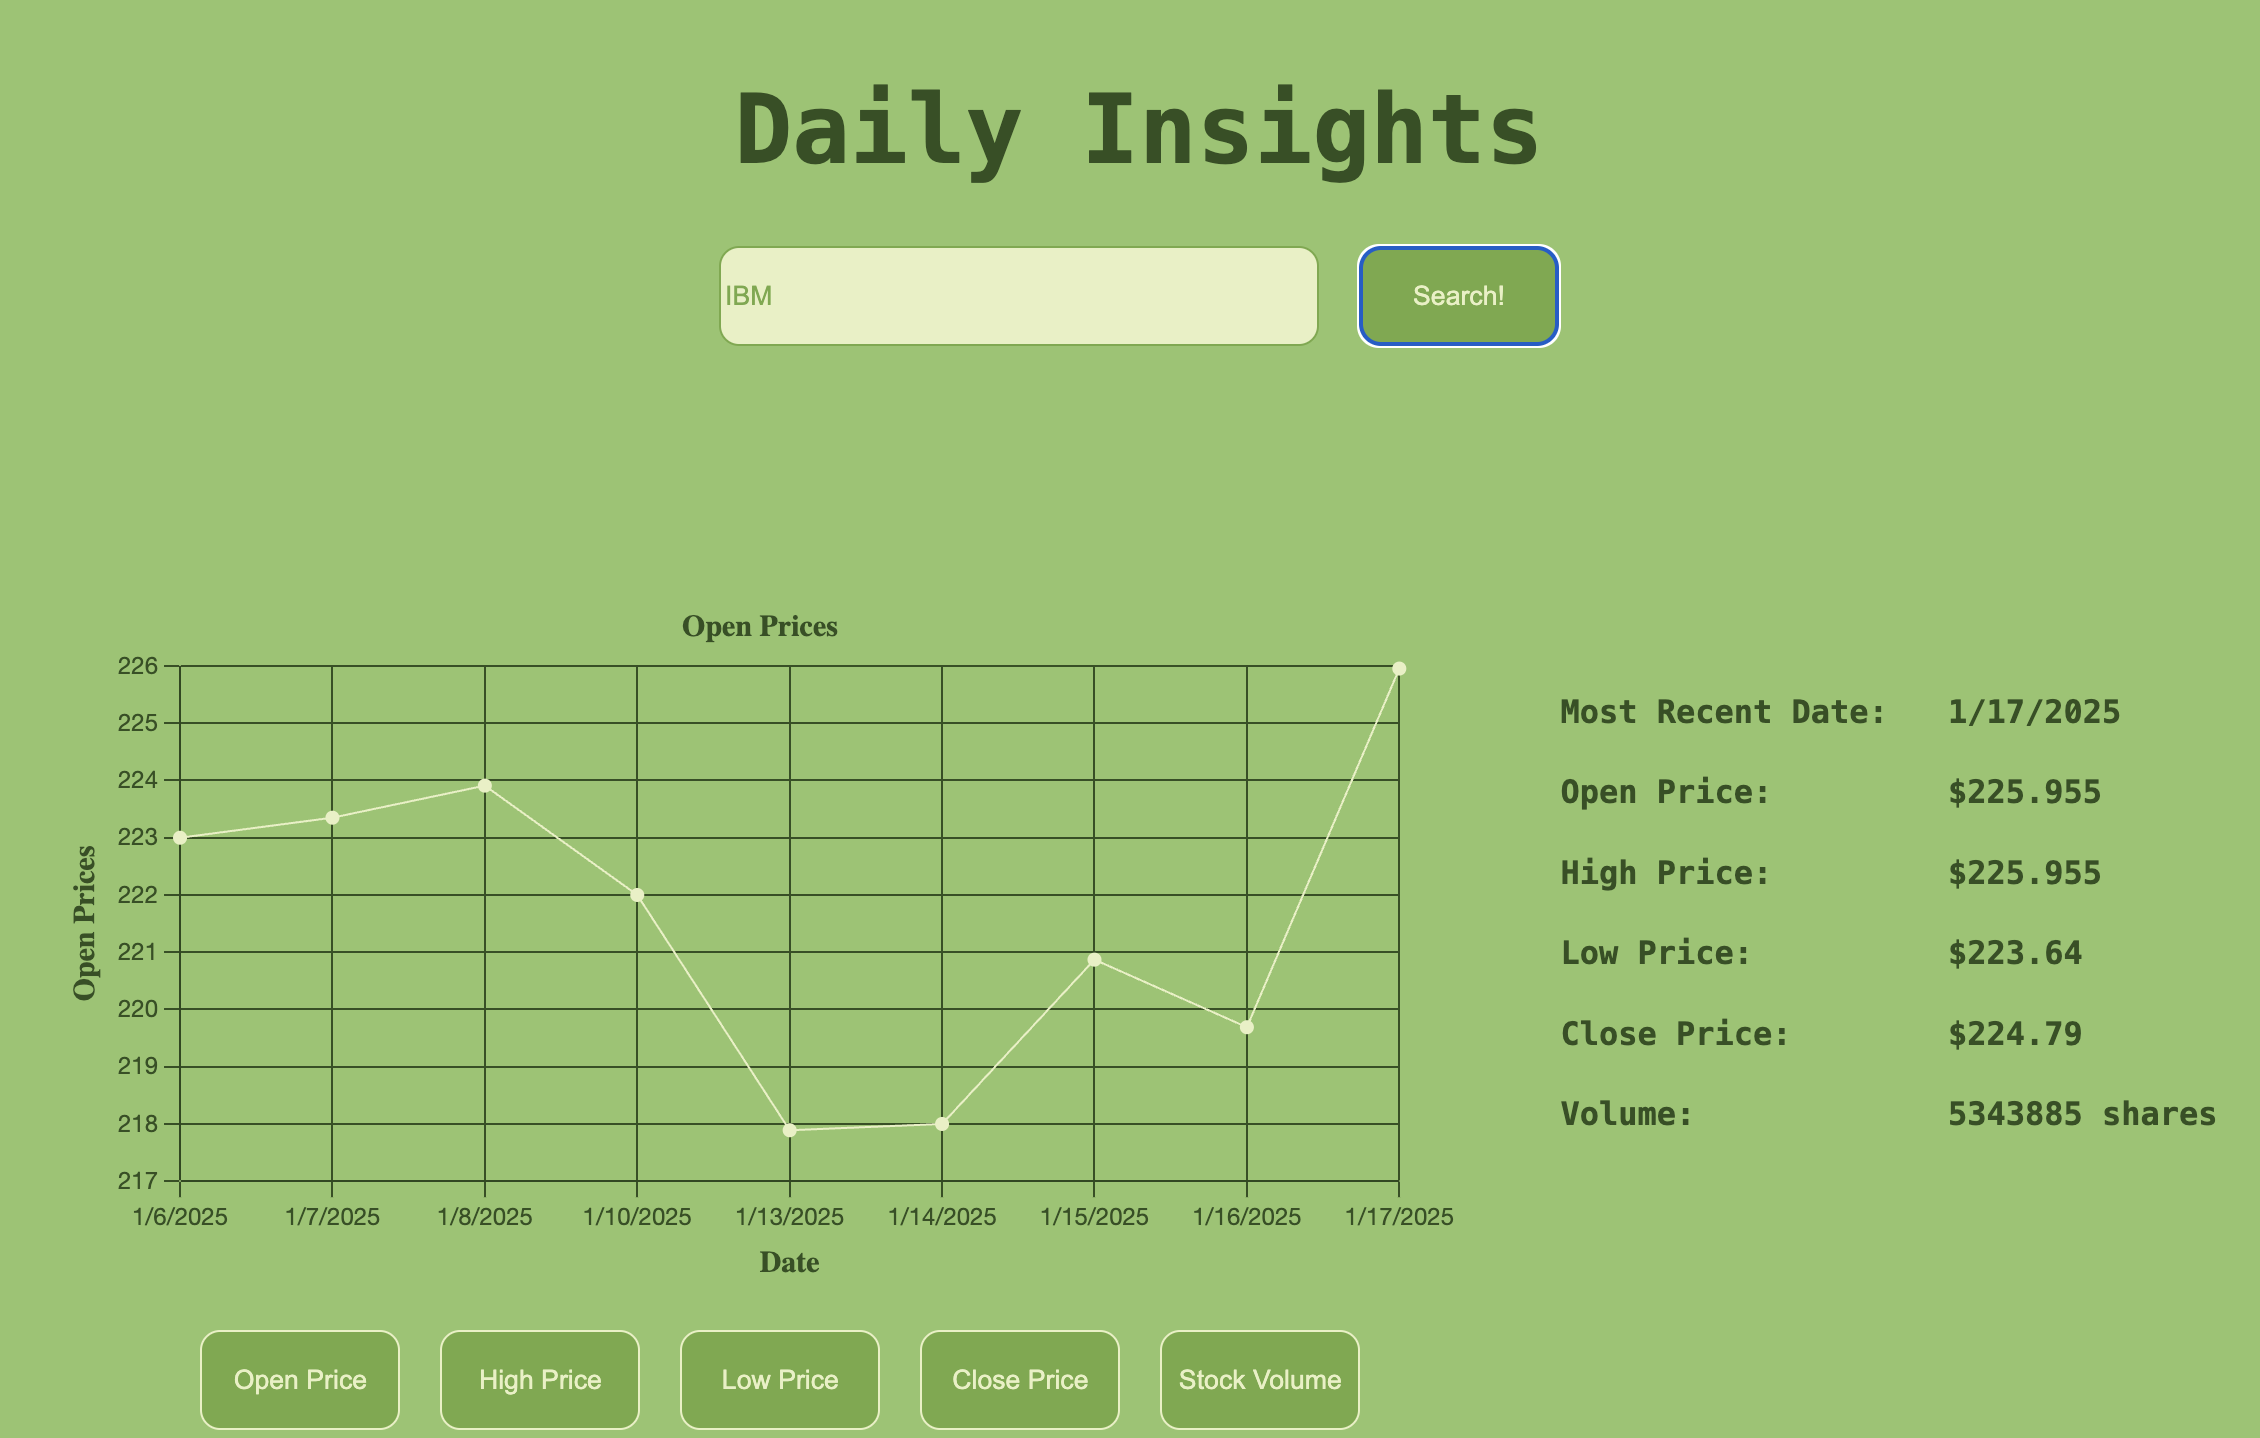 Daily Insights
IBM
Search!
Open Prices
226
225
224
223
222
221
220
219
218
217
Open Prices
1/6/2025 1/7/2025 1/8/2025 1/10/2025 1/13/2025 1/14/2025 1/15/2025 1/16/2025 1/17/2025
Date
Most Recent Date: 1/17/2025
Open Price: $225.955
High Price: $225.955
Low Price: $223.64
Close Price: $224.79
Volume: 5343885 shares
Open Price High Price Low Price Close Price Stock Volume